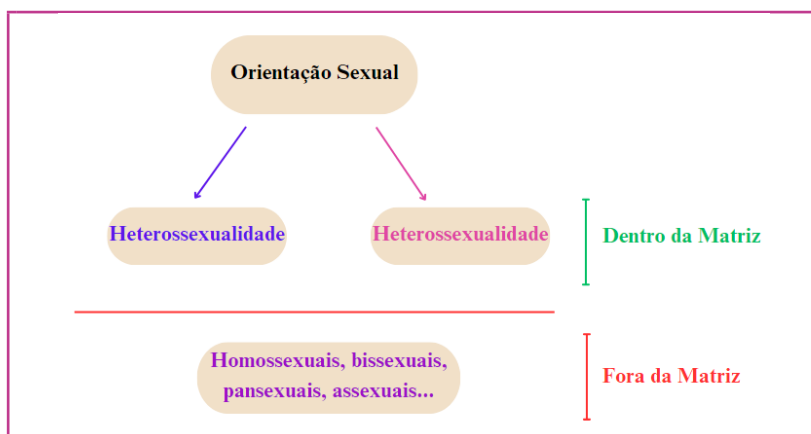 Orientação Sexual
Heterossexualidade
Heterossexualidade
Dentro da Matriz
Homossexuais, bissexuais,
pansexuais, assexuais...
Fora da Matriz